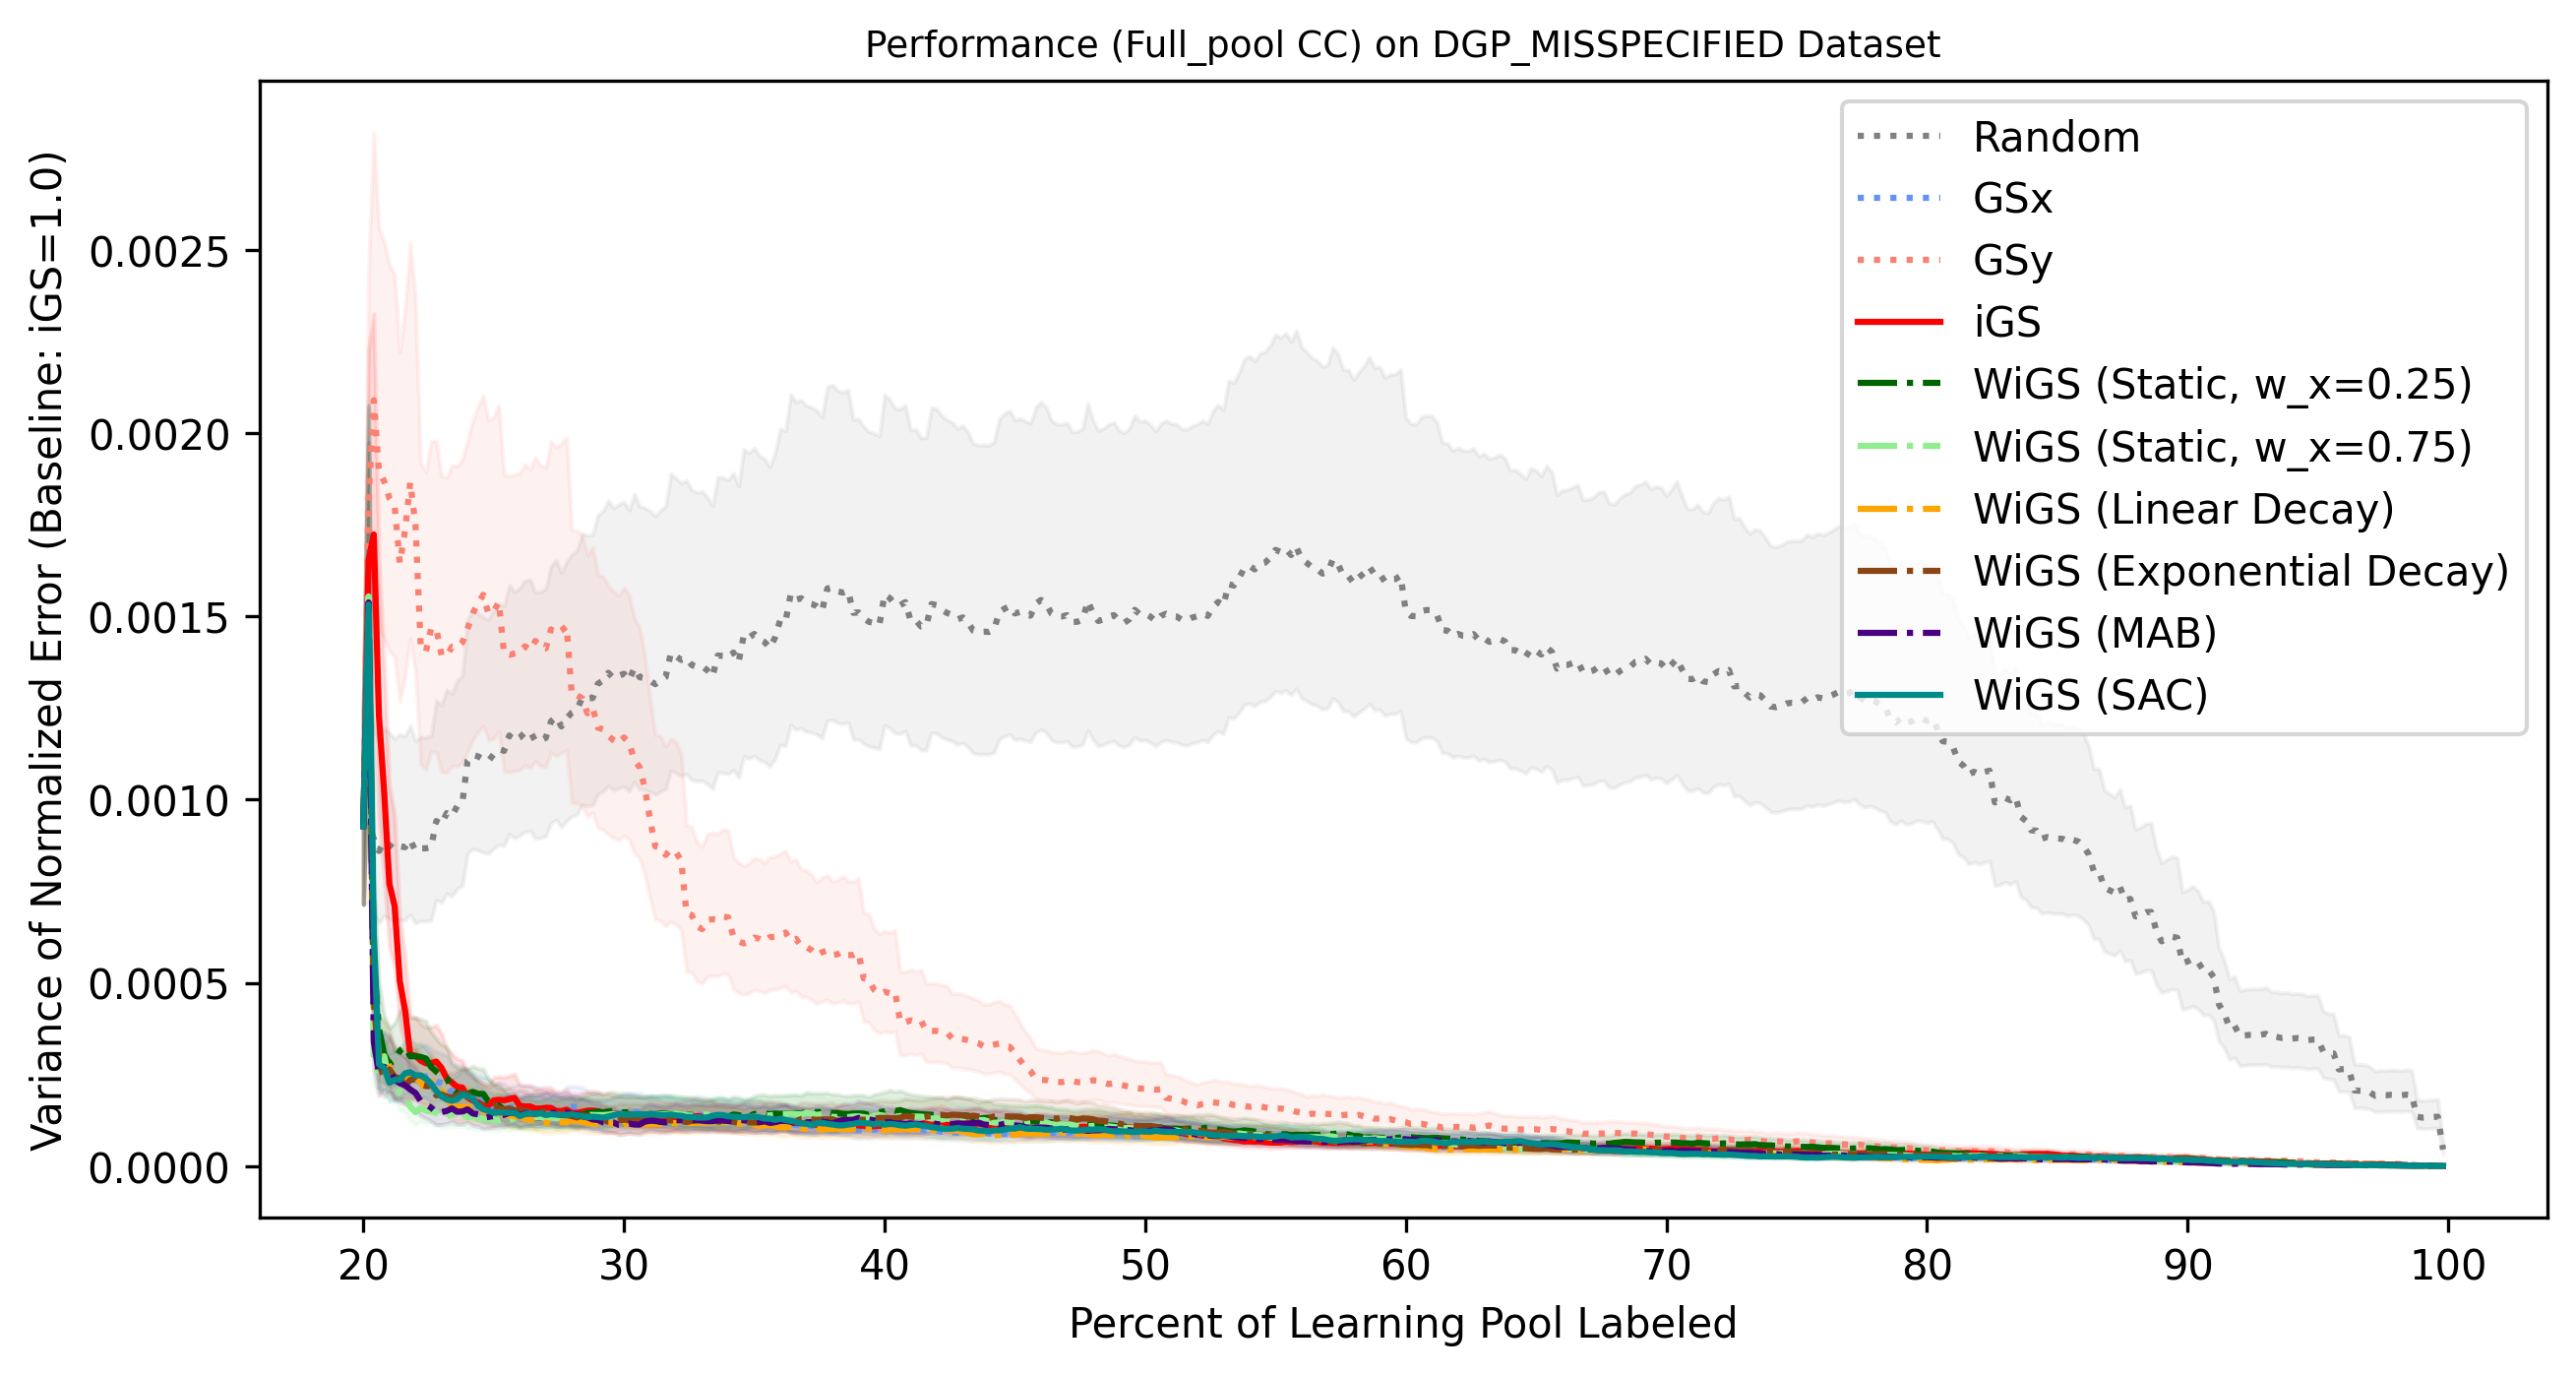 Performance (Full_pool CC) on DGP_MISSPECIFIED Dataset
Variance of Normalized Error (Baseline: iGS=1.0)
0.0025
0.0020
0.0015
0.0010
0.0005
0.0000
Random
GSx
GSy
iGS
WiGS (Static, w_x=0.25)
WiGS (Static, w_x=0.75)
WiGS (Linear Decay)
WiGS (Exponential Decay)
WiGS (MAB)
WiGS (SAC)
20 30 40 50 60 70 80 90 100
Percent of Learning Pool Labeled